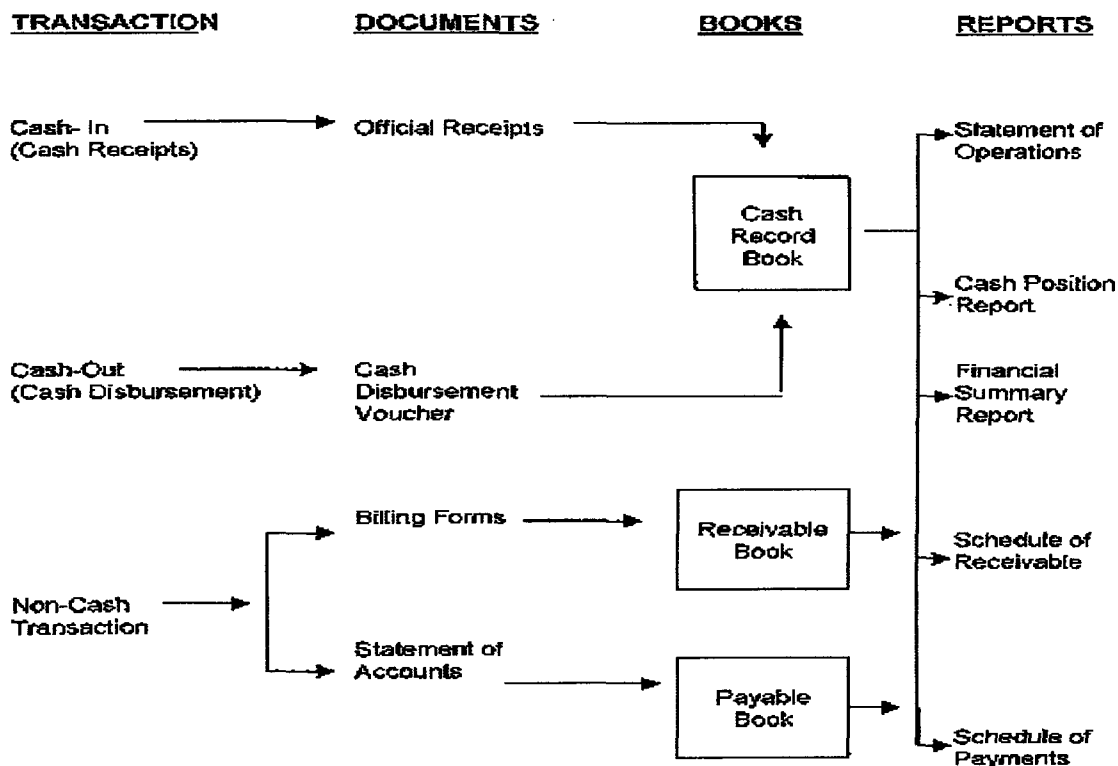 TRANSACTION
DOCUMENTS
BOOKS
REPORTS
Cash- In
(Cash Receipts)
Official Receipts
Cash
Record
Book
Statement of
Operations
Cash Position
Report
Cash-Out
(Cash Disbursement)
Cash
Disbursement
Voucher
Financial
Summary
Report
Non-Cash
Transaction
Billing Forms
Receivable
Book
Schedule of
Receivable
Statement of
Accounts
Payable
Book
Schedule of
Payments